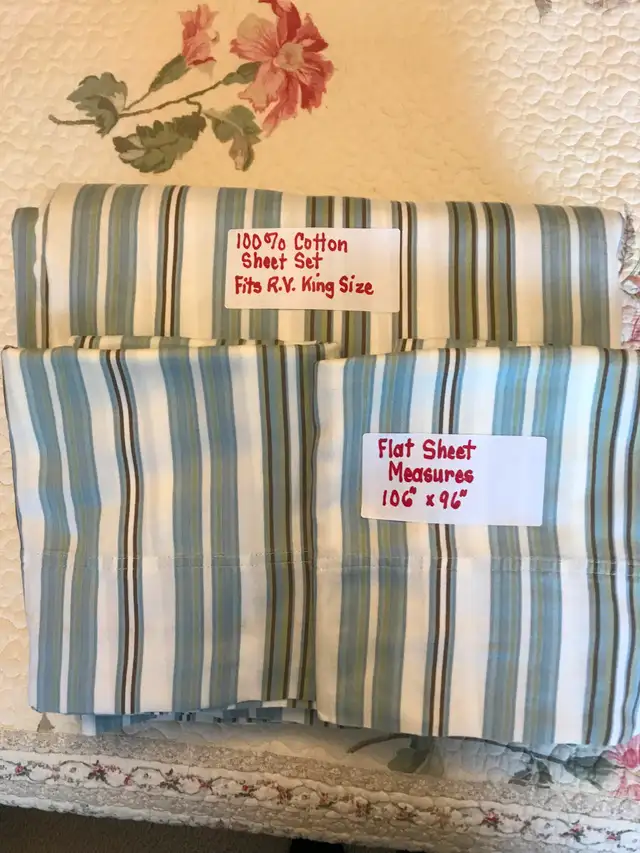 100% Cotton
Sheet Set
Fits R.V. King Size
Flat Sheet
Measures
106" x 96"